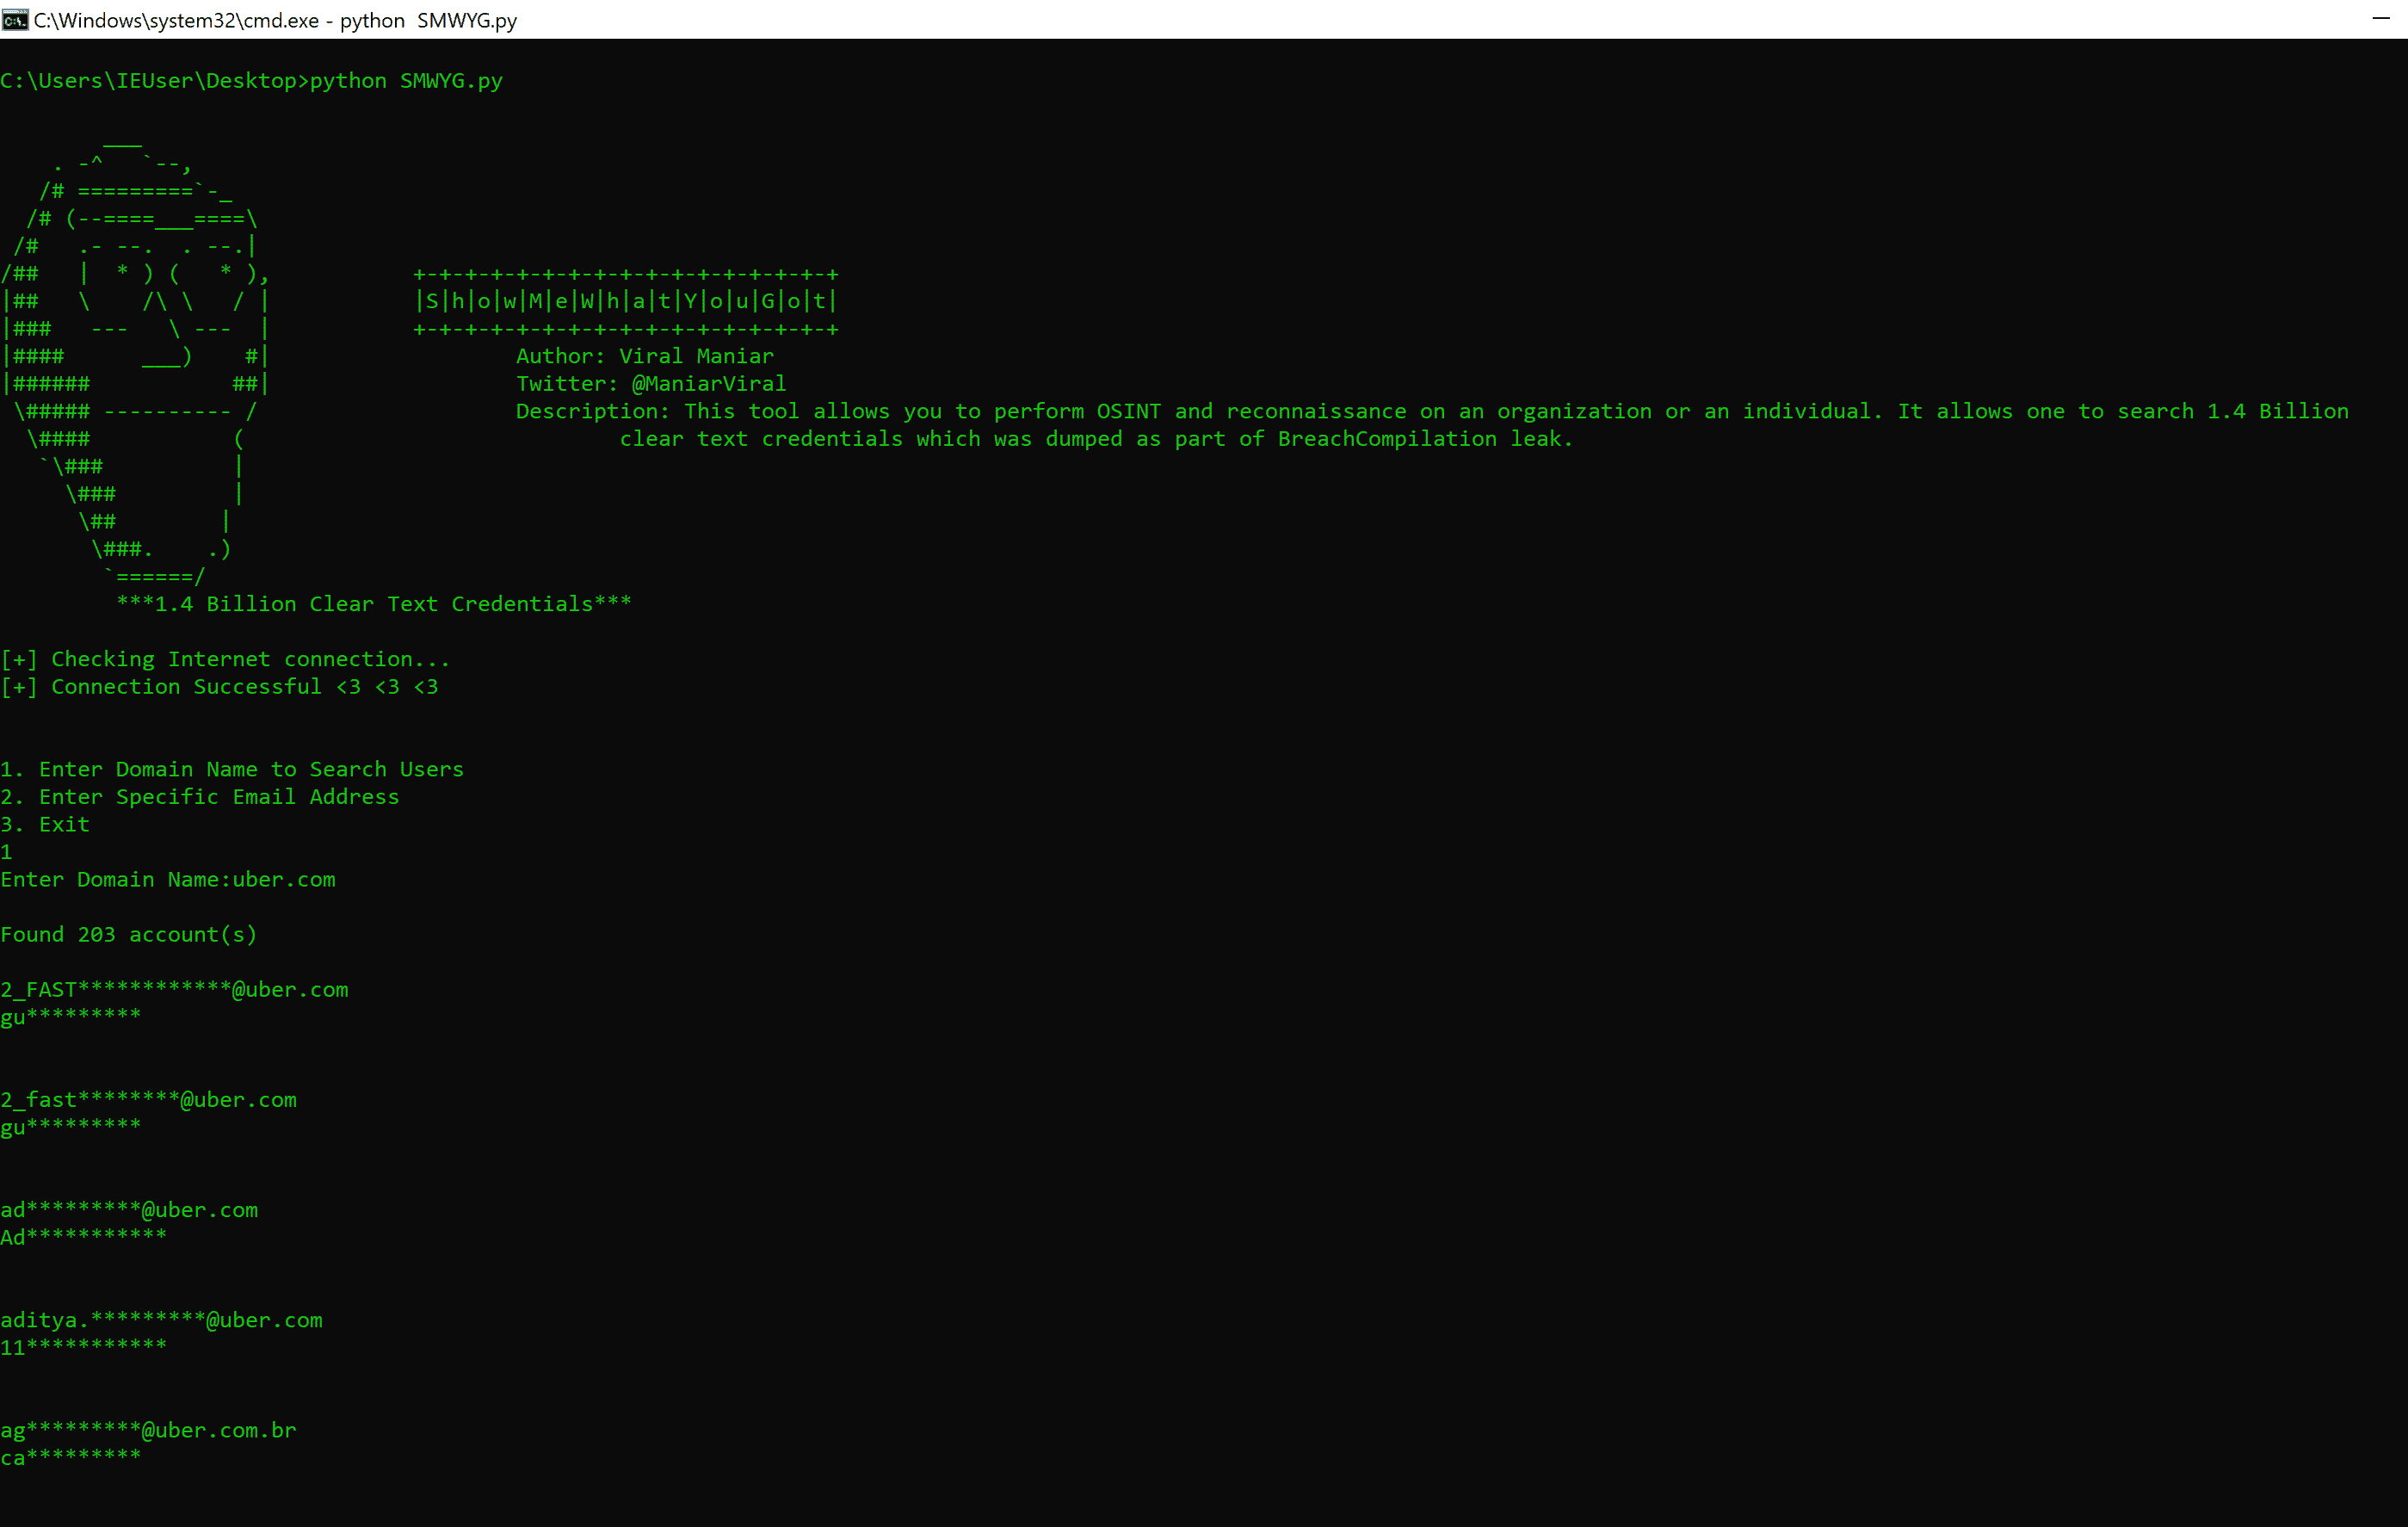 C:\Windows\system32\cmd.exe - python  SMWYG.py
C:\Users\IEUser\Desktop>python SMWYG.py
+-+-+-+-+-+-+-+-+-+-+-+-+-+-+-+-+
|S|h|o|w|M|e|W|h|a|t|Y|o|u|G|o|t|
+-+-+-+-+-+-+-+-+-+-+-+-+-+-+-+-+
Author: Viral Maniar
Twitter: @ManiarViral
Description: This tool allows you to perform OSINT and reconnaissance on an organization or an individual. It allows one to search 1.4 Billion
clear text credentials which was dumped as part of BreachCompilation leak.
***1.4 Billion Clear Text Credentials***
[+] Checking Internet connection...
[+] Connection Successful <3 <3 <3
1. Enter Domain Name to Search Users
2. Enter Specific Email Address
3. Exit
1
Enter Domain Name:uber.com
Found 203 account(s)
2_FAST************@uber.com
gu*********
2_fast********@uber.com
gu*********
ad*********@uber.com
Ad***********
aditya.*********@uber.com
11***********
ag*********@uber.com.br
ca*********